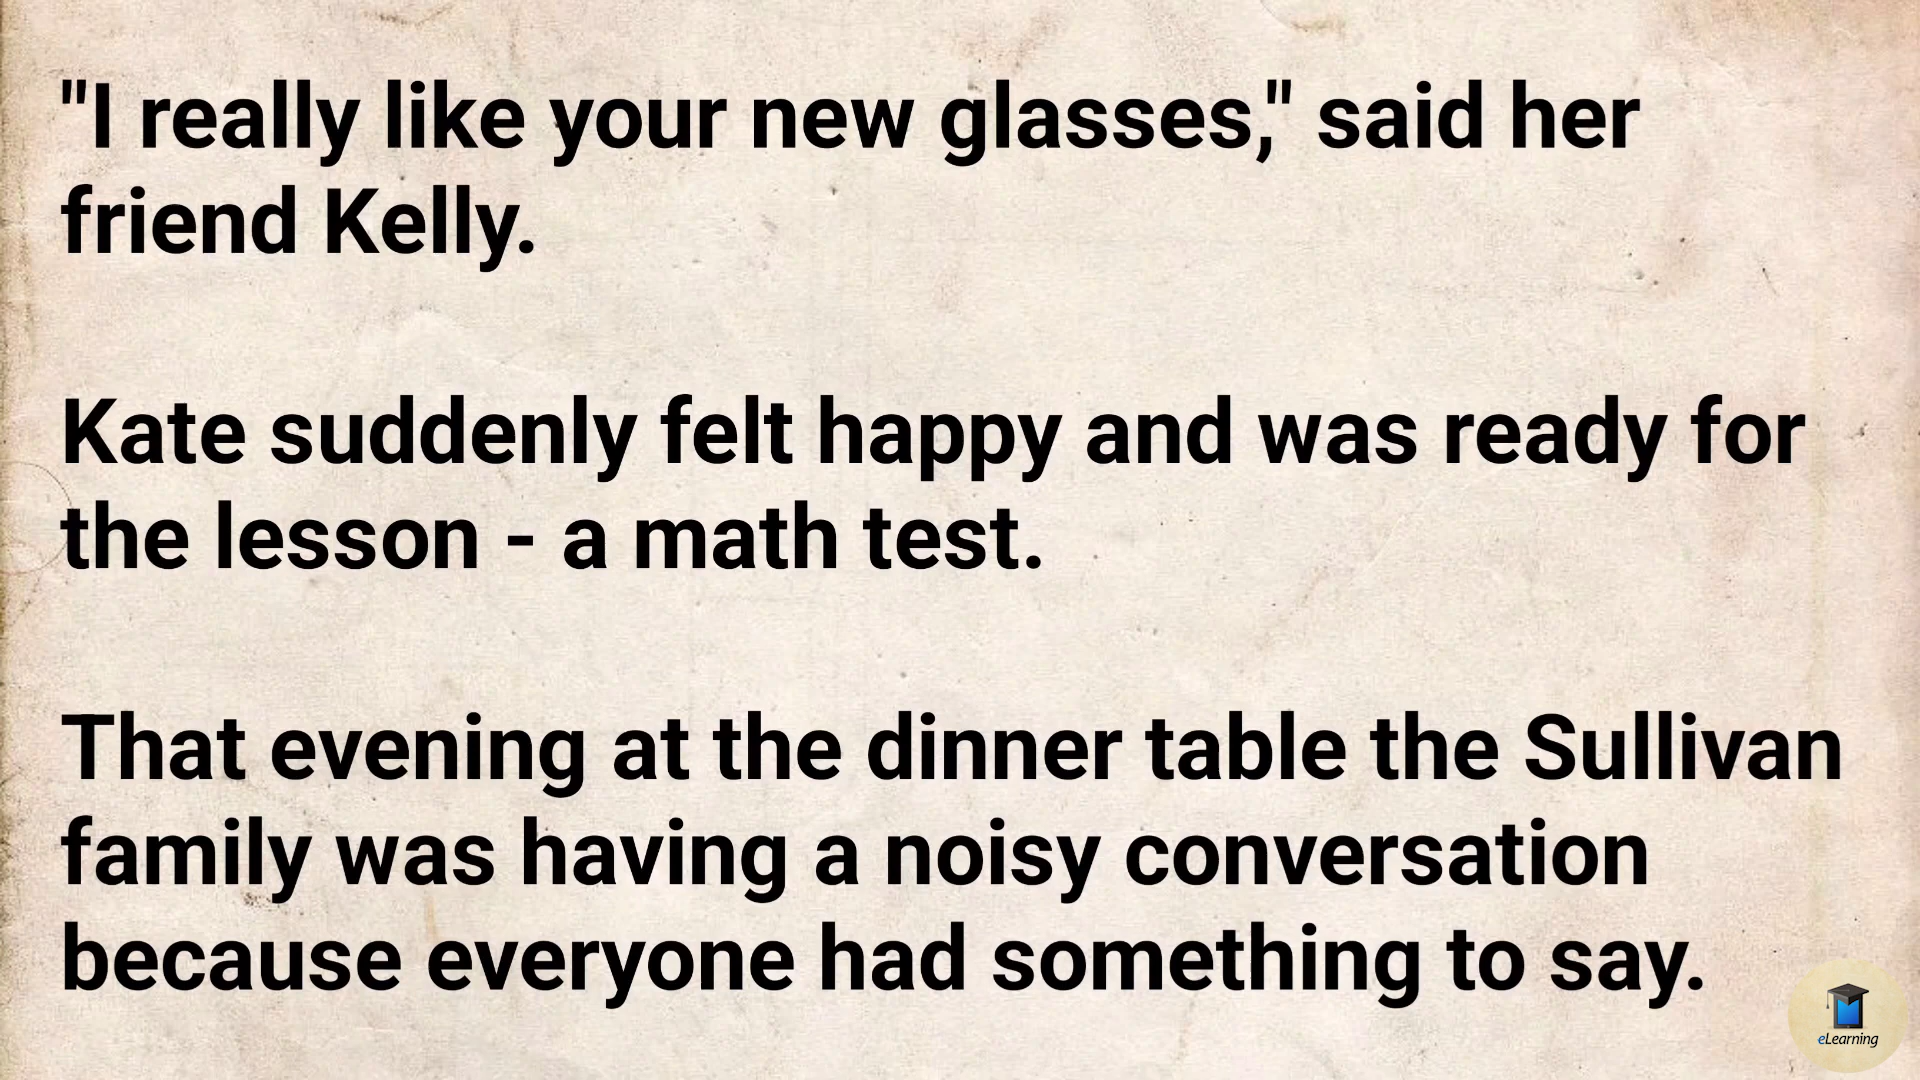 "I really like your new glasses," said her
friend Kelly.
Kate suddenly felt happy and was ready for
the lesson - a math test.
That evening at the dinner table the Sullivan
family was having a noisy conversation
because everyone had something to say.
eLearning